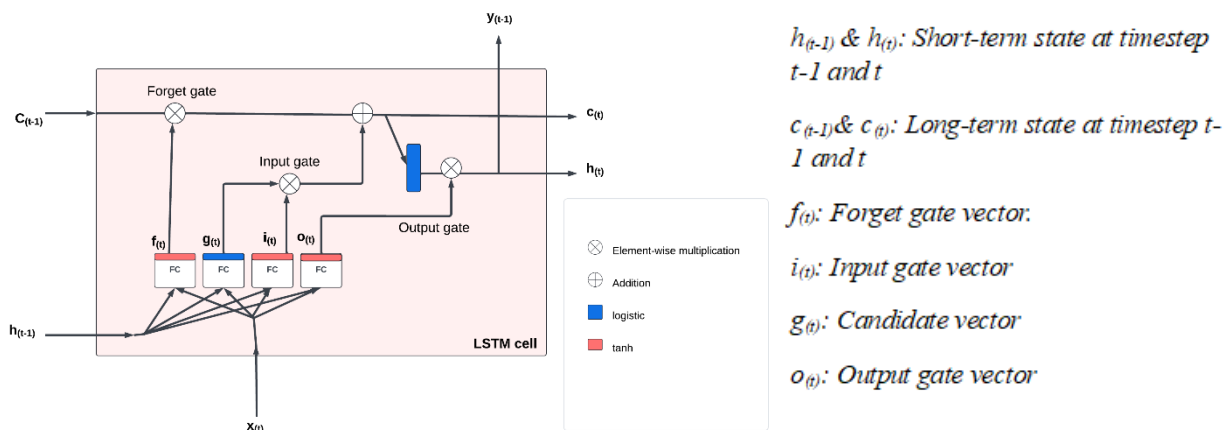 y(t-1)
Forget gate
C(t-1)
c(t)
Input gate
h(t)
f(t)
g(t)
i(t)
o(t)
Output gate
FC
FC
FC
FC
h(t-1)
LSTM cell
x(t)
Element-wise multiplication
Addition
logistic
tanh
h(t-1) & h(t): Short-term state at timestep
t-1 and t
c(t-1)& c(t): Long-term state at timestep t-
1 and t
f(t): Forget gate vector.
i(t): Input gate vector
g(t): Candidate vector
o(t): Output gate vector